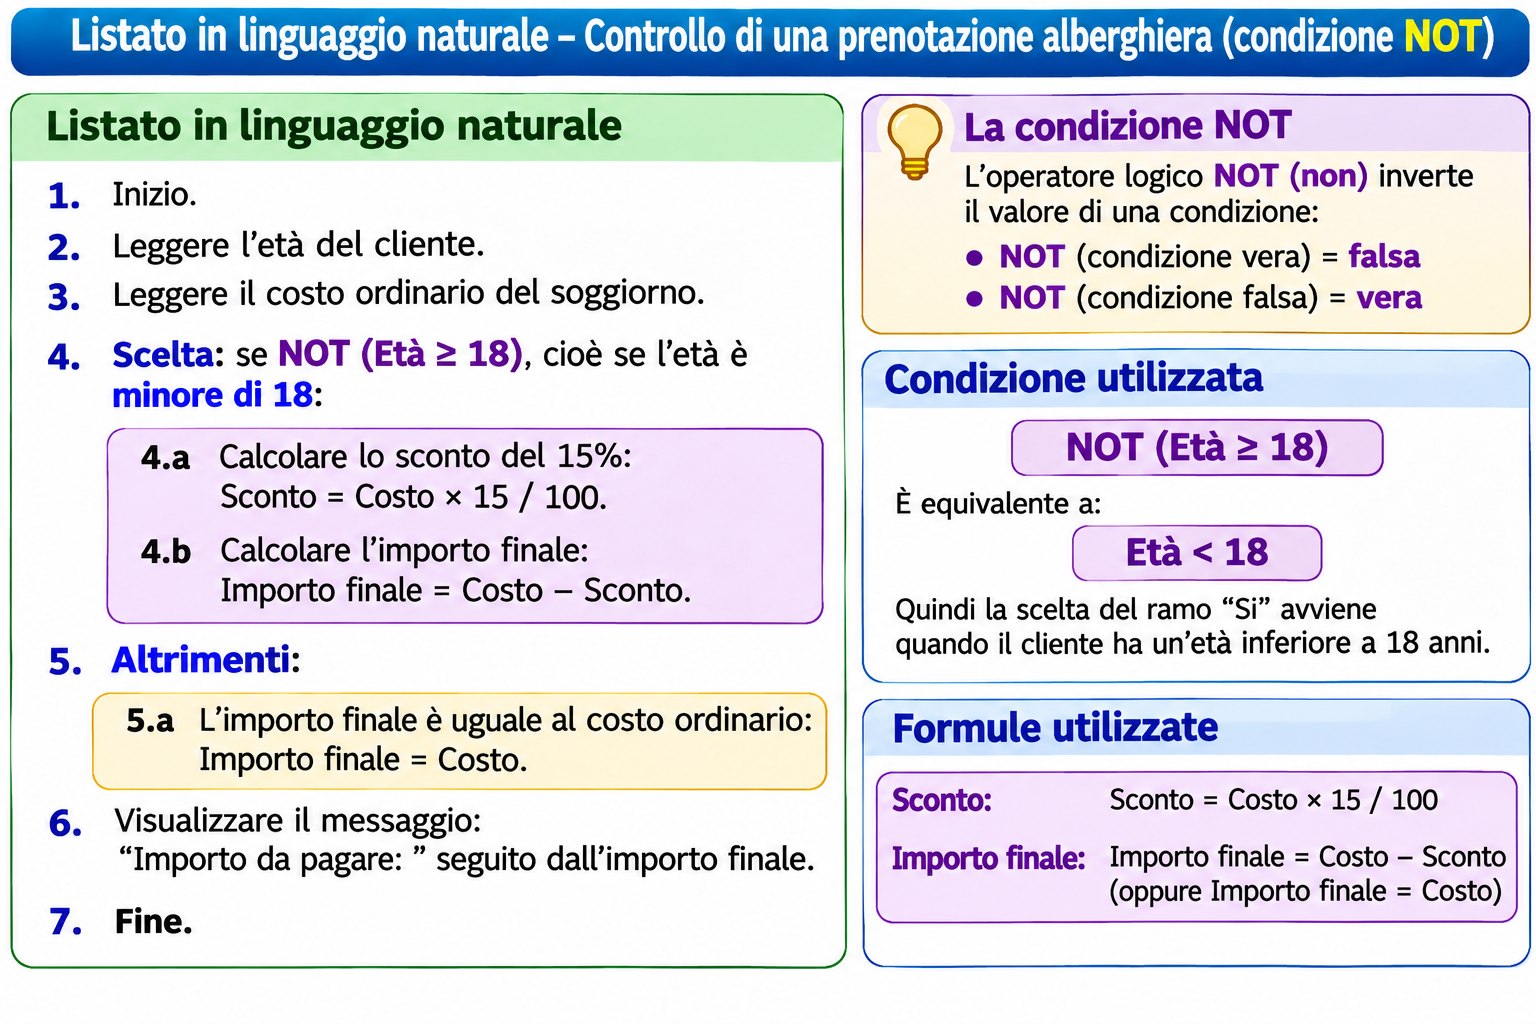 Listato in linguaggio naturale – Controllo di una prenotazione alberghiera (condizione NOT)
Listato in linguaggio naturale
1. Inizio.
2. Leggere l’età del cliente.
3. Leggere il costo ordinario del soggiorno.
4. Scelta: se NOT (Età ≥ 18), cioè se l’età è
minore di 18:
4.a Calcolare lo sconto del 15%:
Sconto = Costo × 15 / 100.
4.b Calcolare l’importo finale:
Importo finale = Costo – Sconto.
5. Altrimenti:
5.a L’importo finale è uguale al costo ordinario:
Importo finale = Costo.
6. Visualizzare il messaggio:
“Importo da pagare: ” seguito dall’importo finale.
7. Fine.
La condizione NOT
L’operatore logico NOT (non) inverte
il valore di una condizione:
● NOT (condizione vera) = falsa
● NOT (condizione falsa) = vera
Condizione utilizzata
NOT (Età ≥ 18)
È equivalente a:
Età < 18
Quindi la scelta del ramo “Si” avviene
quando il cliente ha un’età inferiore a 18 anni.
Formule utilizzate
Sconto: Sconto = Costo × 15 / 100
Importo finale: Importo finale = Costo – Sconto
(oppure Importo finale = Costo)